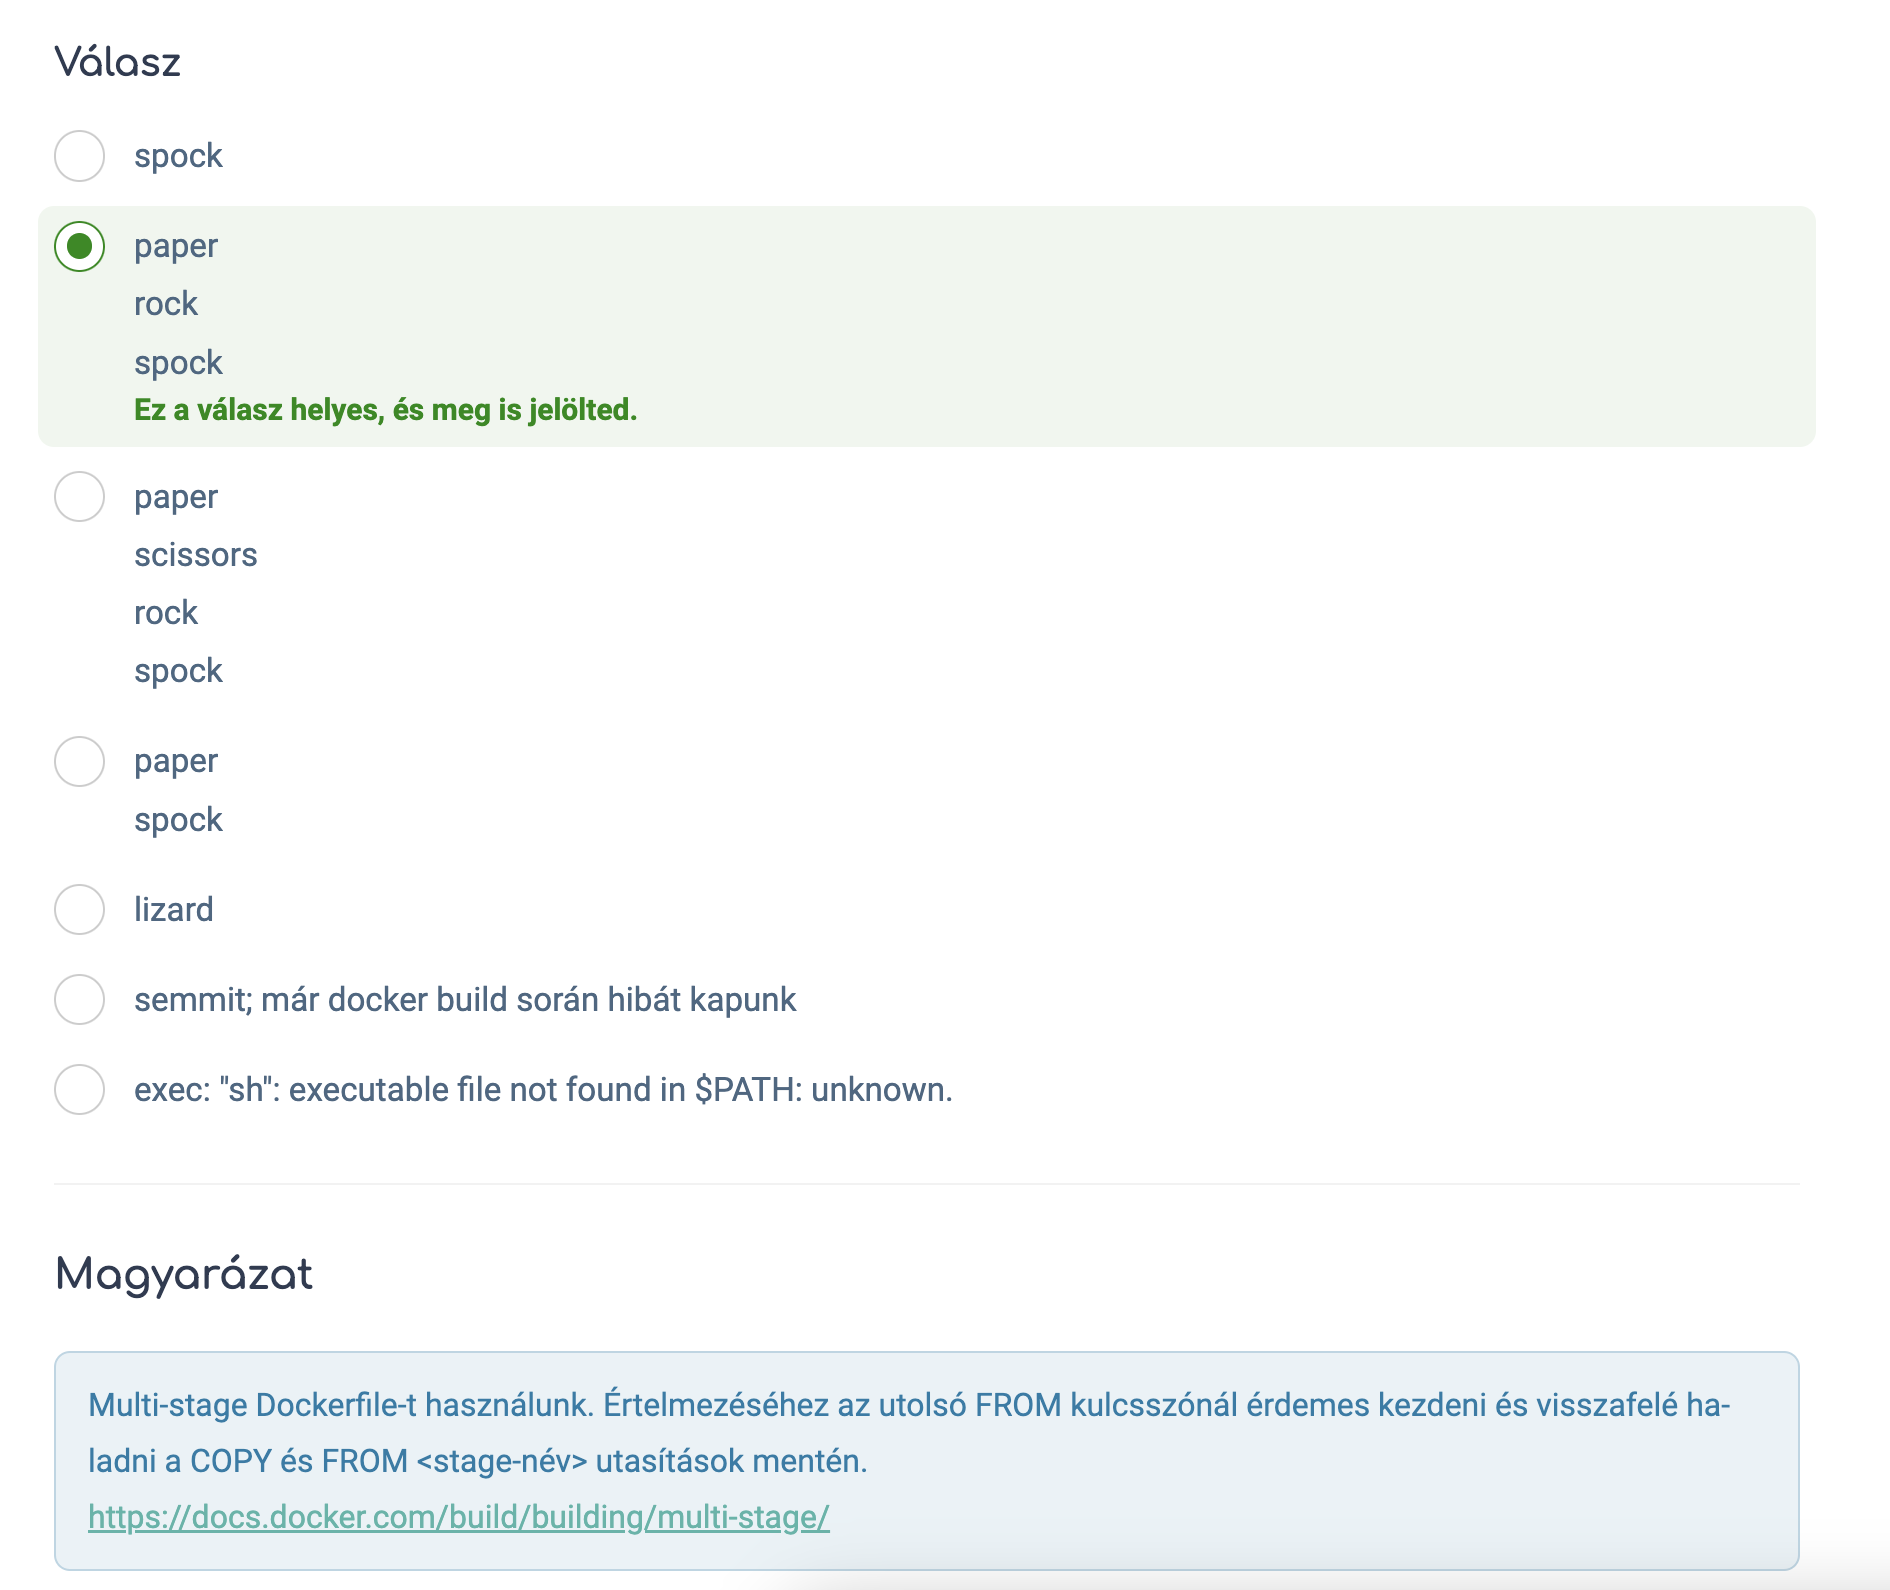 Válasz
spock
paper
rock
spock
Ez a válasz helyes, és meg is jelölted.
paper
scissors
rock
spock
paper
spock
lizard
semmit; már docker build során hibát kapunk
exec: "sh": executable file not found in $PATH: unknown.
Magyarázat
Multi-stage Dockerfile-t használunk. Értelmezéséhez az utolsó FROM kulcsszónál érdemes kezdeni és visszafelé ha-
ladni a COPY és FROM <stage-név> utasítások mentén.
https://docs.docker.com/build/building/multi-stage/